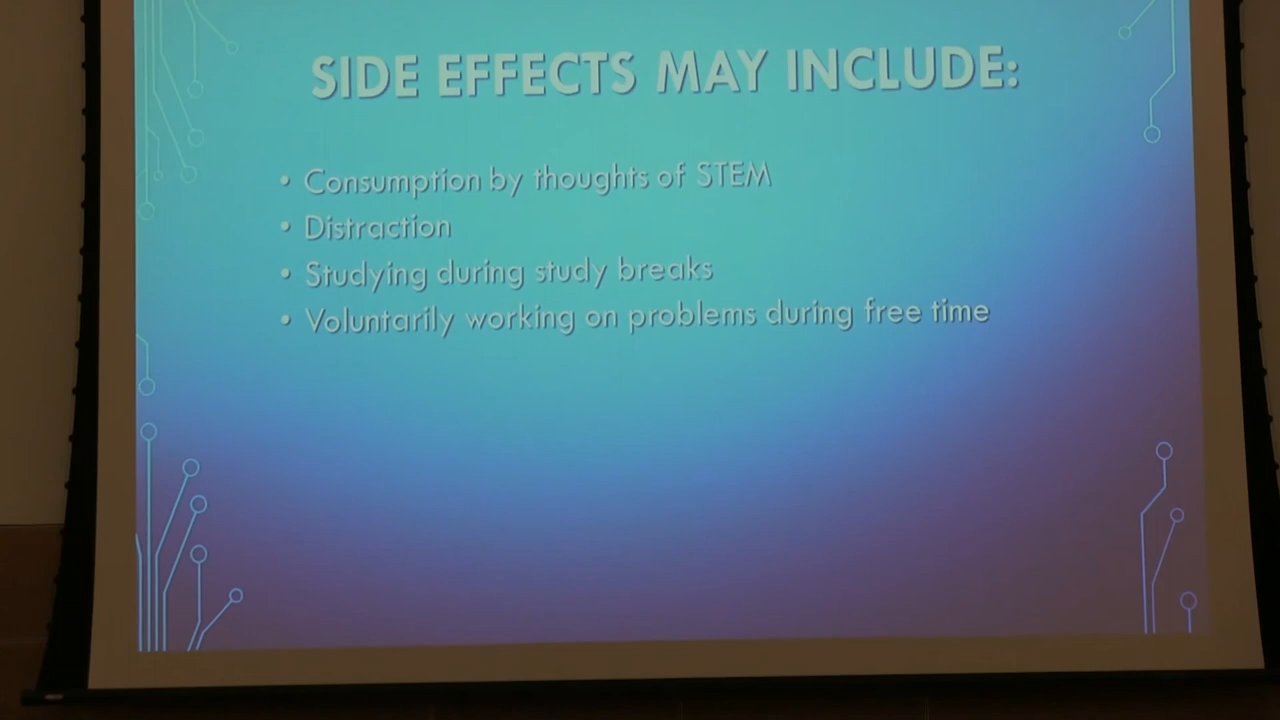 SIDE EFFECTS MAY INCLUDE:
• Consumption by thoughts of STEM
• Distraction
• Studying during study breaks
• Voluntarily working on problems during free time